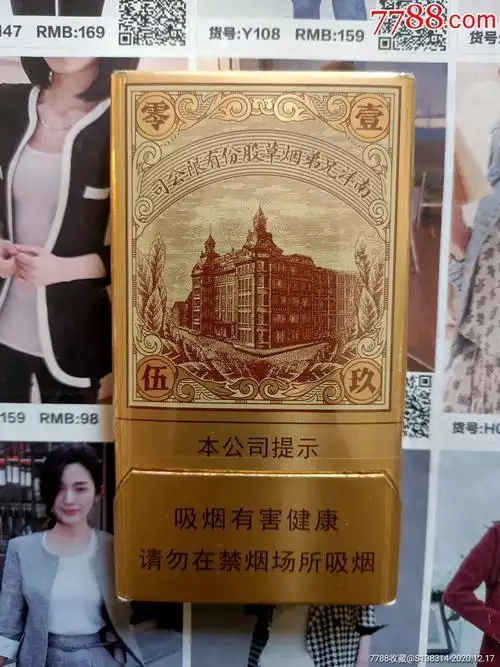 7788.com
147 RMB:169
货号:Y108 RMB:159
壹玖
零伍
南洋兄弟烟草股份有限公司
159 RMB:98
货号:H
本公司提示
吸烟有害健康
请勿在禁烟场所吸烟
7788收藏@S138314-2020.12.17